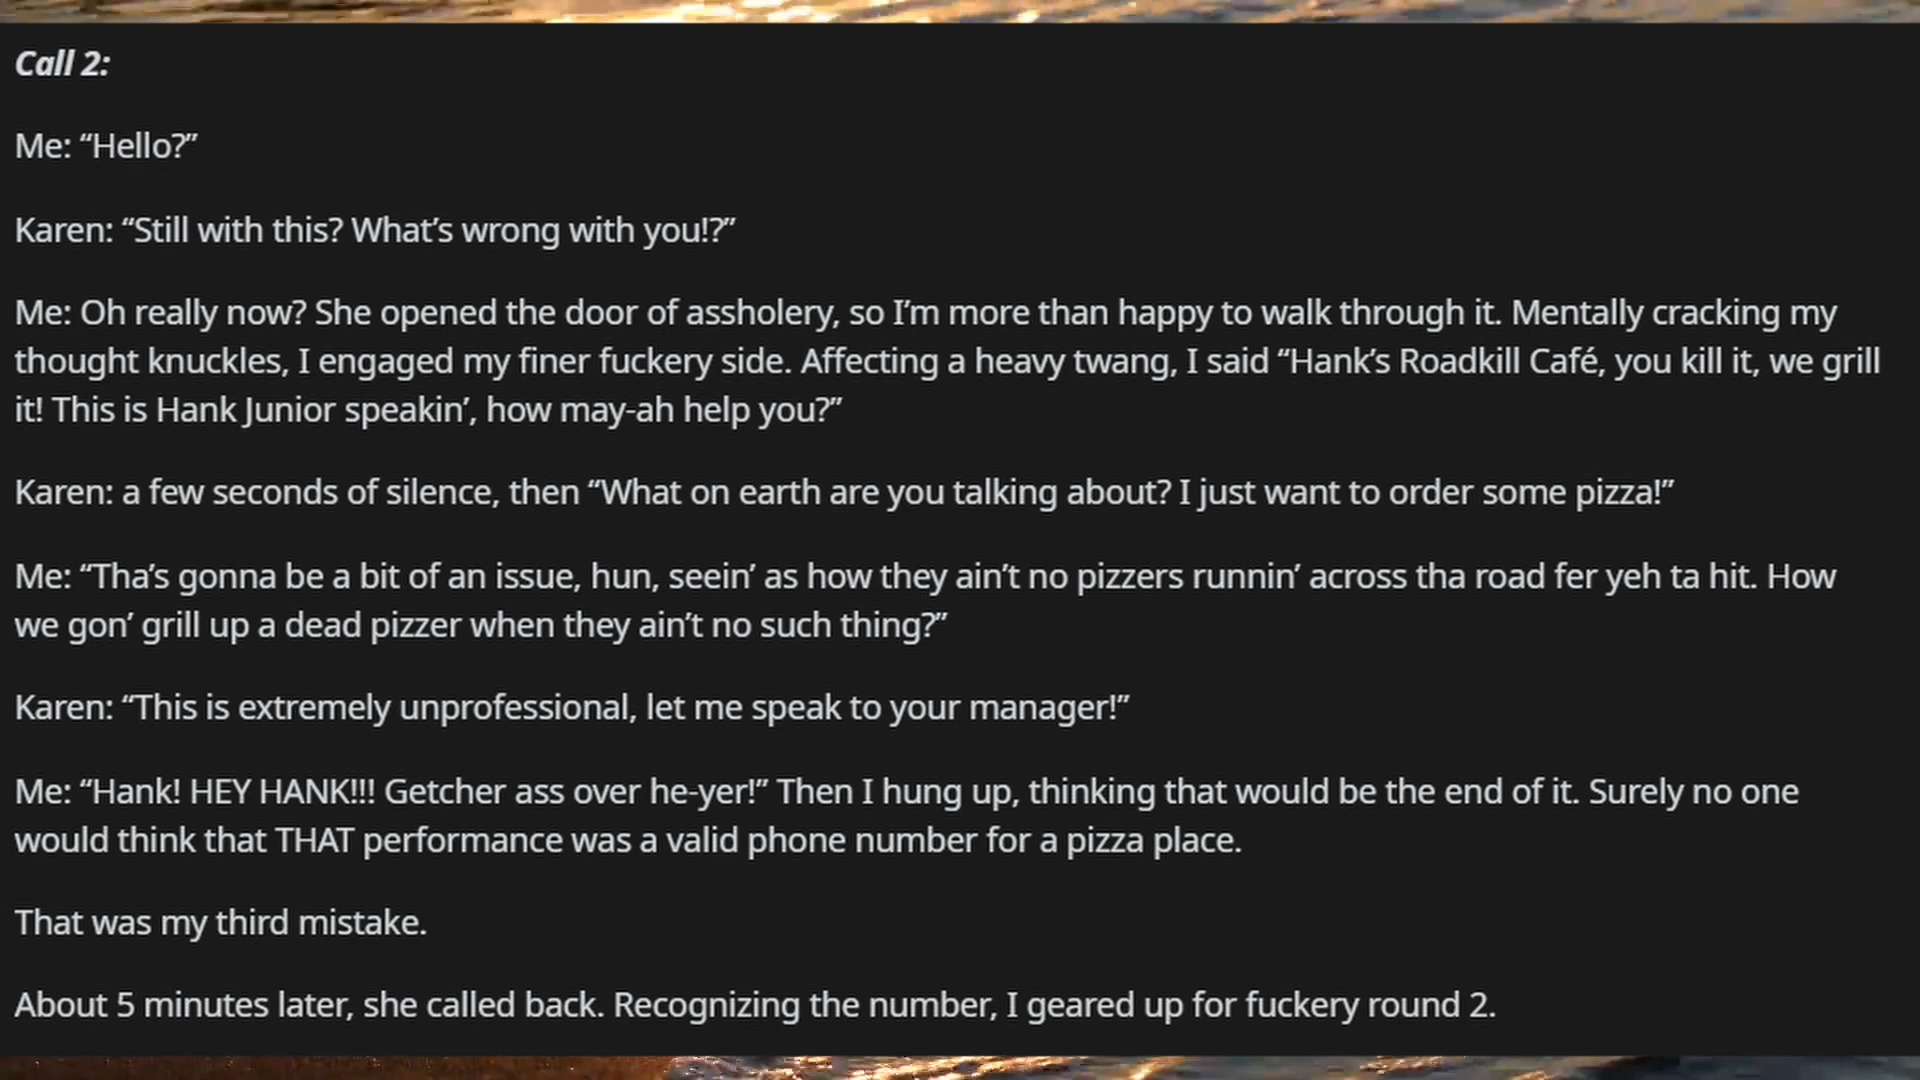 Call 2:
Me: “Hello?”
Karen: “Still with this? What’s wrong with you!?”
Me: Oh really now? She opened the door of assholery, so I’m more than happy to walk through it. Mentally cracking my
thought knuckles, I engaged my finer fuckery side. Affecting a heavy twang, I said “Hank’s Roadkill Café, you kill it, we grill
it! This is Hank Junior speakin’, how may-ah help you?”
Karen: a few seconds of silence, then “What on earth are you talking about? I just want to order some pizza!”
Me: “Tha’s gonna be a bit of an issue, hun, seein’ as how they ain’t no pizzers runnin’ across tha road fer yeh ta hit. How
we gon’ grill up a dead pizzer when they ain’t no such thing?”
Karen: “This is extremely unprofessional, let me speak to your manager!”
Me: “Hank! HEY HANK!!! Getcher ass over he-yer!” Then I hung up, thinking that would be the end of it. Surely no one
would think that THAT performance was a valid phone number for a pizza place.
That was my third mistake.
About 5 minutes later, she called back. Recognizing the number, I geared up for fuckery round 2.